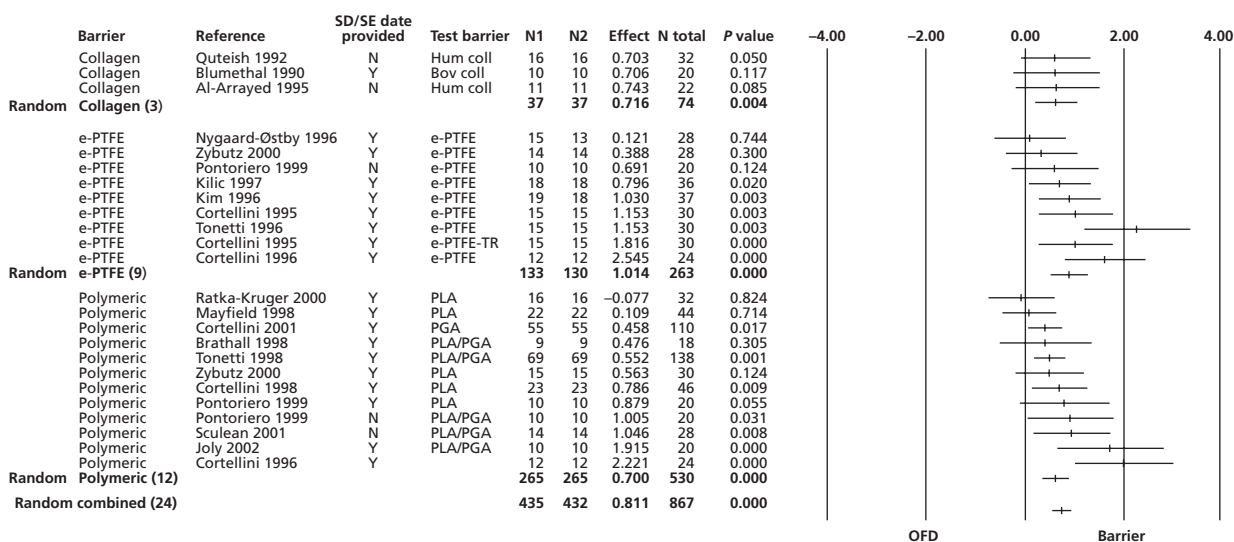 SD/SE date
Barrier Reference provided Test barrier N1 N2 Effect N total P value −4.00 −2.00 0.00 2.00 4.00
Collagen Quteish 1992 N Hum coll 16 16 0.703 32 0.050
Collagen Blumethal 1990 Y Bov coll 10 10 0.706 20 0.117
Collagen Al-Arrayed 1995 N Hum coll 11 11 0.743 22 0.085
Random Collagen (3) 37 37 0.716 74 0.004
e-PTFE Nygaard-Østby 1996 Y e-PTFE 15 13 0.121 28 0.744
e-PTFE Zybutz 2000 Y e-PTFE 14 14 0.388 28 0.300
e-PTFE Pontoriero 1999 N e-PTFE 10 10 0.691 20 0.124
e-PTFE Kilic 1997 Y e-PTFE 18 18 0.796 36 0.020
e-PTFE Kim 1996 Y e-PTFE 19 18 1.030 37 0.003
e-PTFE Cortellini 1995 Y e-PTFE 15 15 1.153 30 0.003
e-PTFE Tonetti 1996 Y e-PTFE 15 15 1.153 30 0.003
e-PTFE Cortellini 1995 Y e-PTFE-TR 15 15 1.816 30 0.000
e-PTFE Cortellini 1996 Y e-PTFE 12 12 2.545 24 0.000
Random e-PTFE (9) 133 130 1.014 263 0.000
Polymeric Ratka-Kruger 2000 Y PLA 16 16 −0.077 32 0.824
Polymeric Mayfield 1998 Y PLA 22 22 0.109 44 0.714
Polymeric Cortellini 2001 Y PGA 55 55 0.458 110 0.017
Polymeric Brathall 1998 Y PLA/PGA 9 9 0.476 18 0.305
Polymeric Tonetti 1998 Y PLA/PGA 69 69 0.552 138 0.001
Polymeric Zybutz 2000 Y PLA 15 15 0.563 30 0.124
Polymeric Cortellini 1998 Y PLA 23 23 0.786 46 0.009
Polymeric Pontoriero 1999 Y PLA 10 10 0.879 20 0.055
Polymeric Pontoriero 1999 N PLA/PGA 10 10 1.005 20 0.031
Polymeric Sculean 2001 N PLA/PGA 14 14 1.046 28 0.008
Polymeric Joly 2002 Y PLA/PGA 10 10 1.915 20 0.000
Polymeric Cortellini 1996 Y 12 12 2.221 24 0.000
Random Polymeric (12) 265 265 0.700 530 0.000
Random combined (24) 435 432 0.811 867 0.000
OFD Barrier